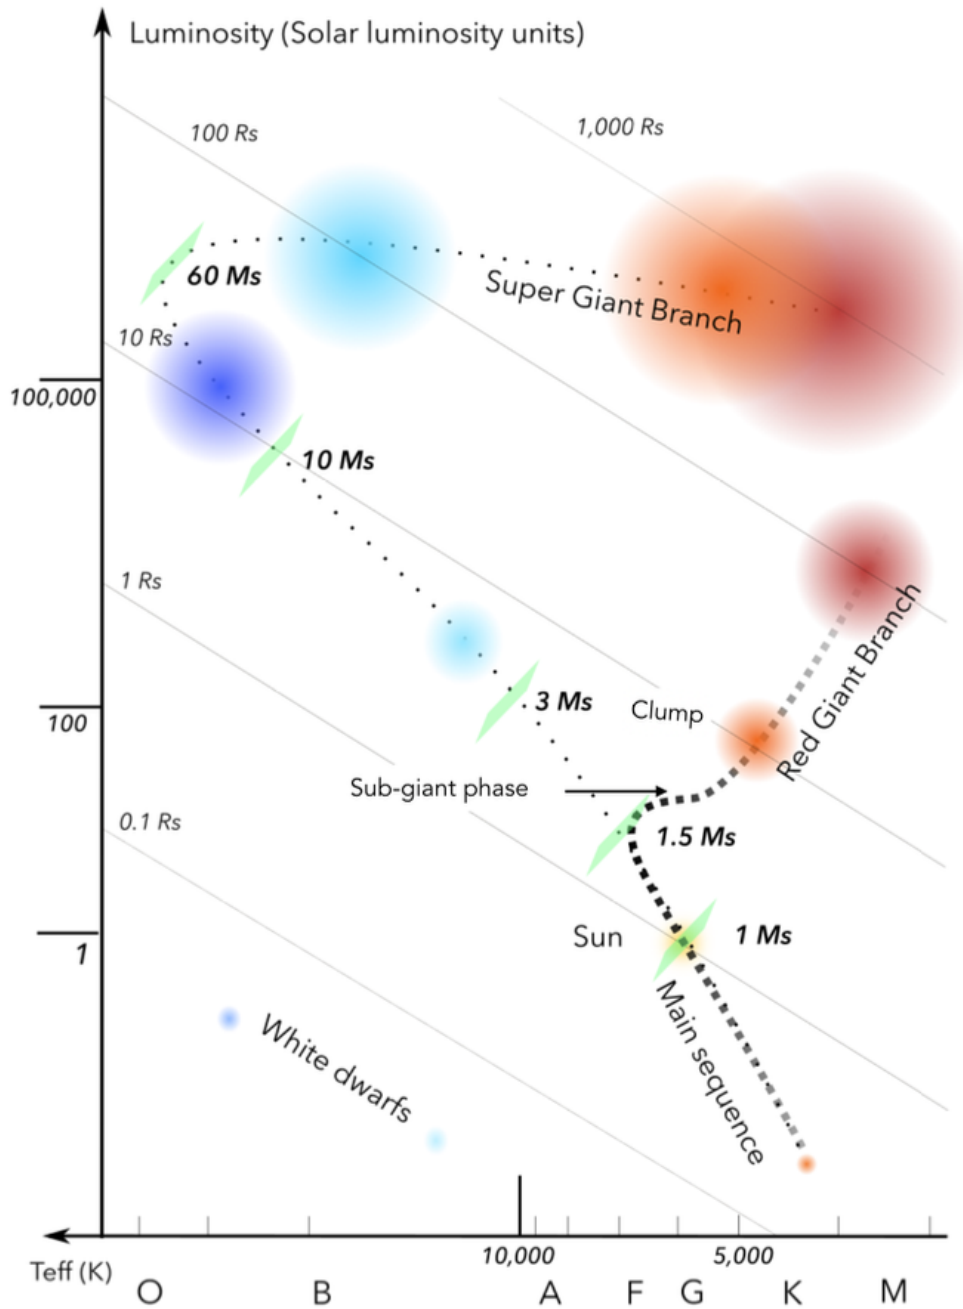 Luminosity (Solar luminosity units)
100 Rs
1,000 Rs
60 Ms
Super Giant Branch
10 Rs
100,000
10 Ms
1 Rs
Red Giant Branch
3 Ms
Clump
100
Sub-giant phase
0.1 Rs
1.5 Ms
Sun
1 Ms
1
Main sequence
White dwarfs
10,000
5,000
Teff (K)
O B A F G K M